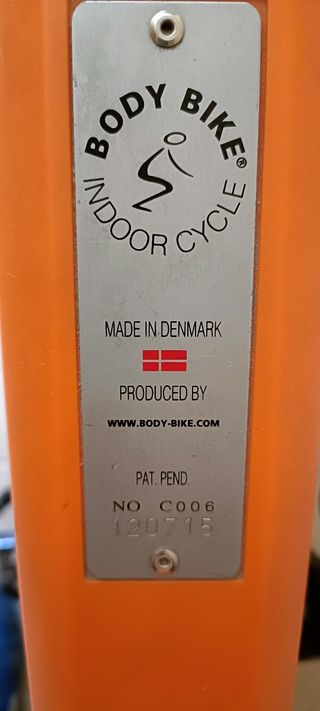 BODY BIKE®
INDOOR CYCLE
MADE IN DENMARK
PRODUCED BY
WWW.BODY-BIKE.COM
PAT. PEND.
NO C006
120715